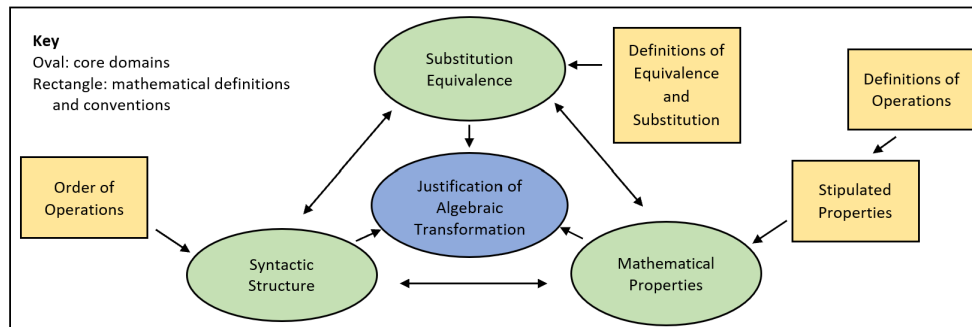 Key
Oval: core domains
Rectangle: mathematical definitions
and conventions
Substitution
Equivalence
Definitions of
Equivalence
and
Substitution
Definitions of
Operations
Order of
Operations
Justification of
Algebraic
Transformation
Stipulated
Properties
Syntactic
Structure
Mathematical
Properties